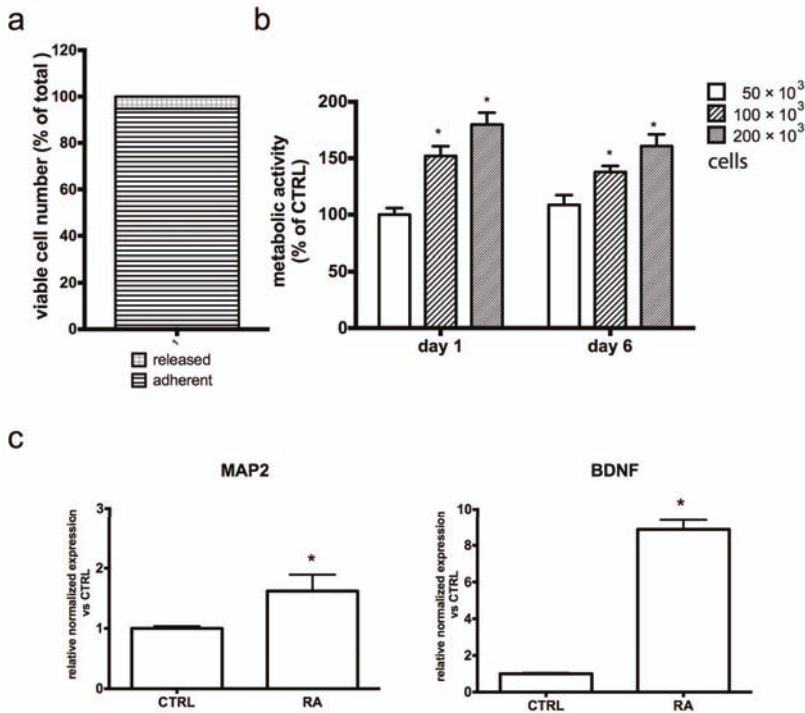 a
viable cell number (% of total )
120
100
80
60
40
20
0
released
adherent
b
metabolic activity
(% of CTRL)
200
150
100
50
0
*
*
*
*
day 1
day 6
50 × 10³
100 × 10³
200 × 10³
cells
c
MAP2
relative normalized expression
vs CTRL
3
2
1
0
*
CTRL
RA
BDNF
relative normalized expression
vs CTRL
10
8
6
4
2
0
*
CTRL
RA